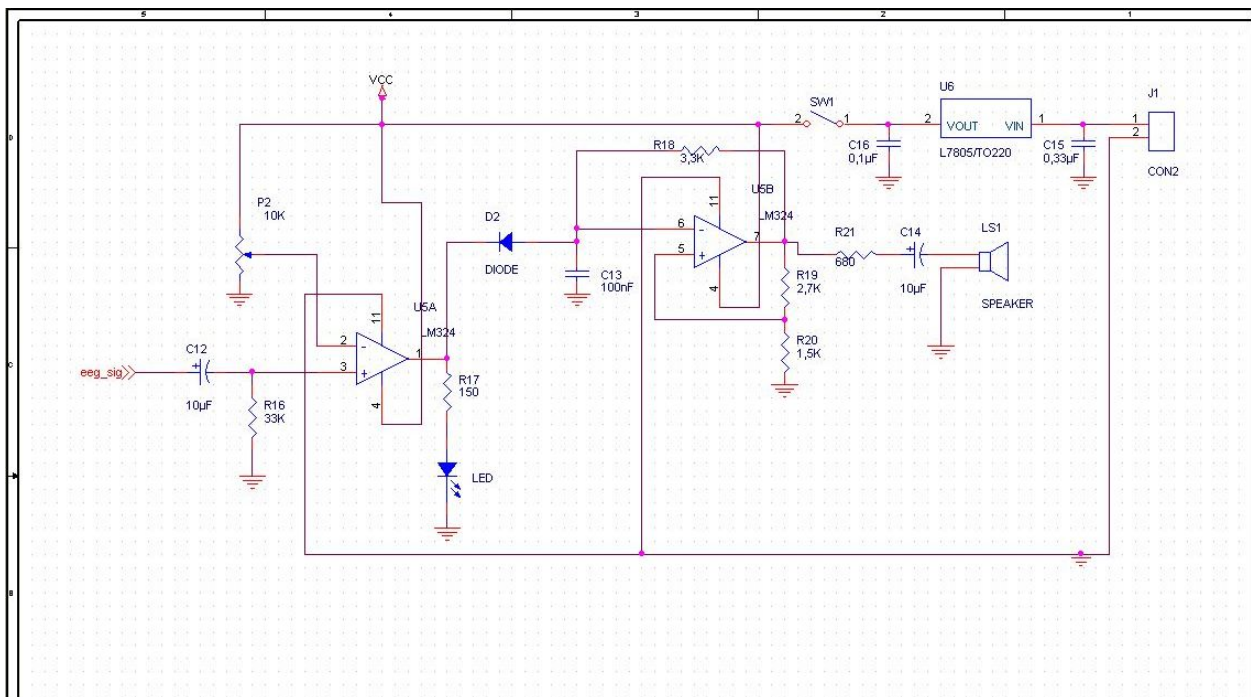 5 4 3 2 1
VCC
SW1
U6
J1
2 1
2 VOUT VIN 1
1
2
D
C16
0,1µF
L7805/TO220
C15
0,33µF
CON2
R18
3,3K
P2
10K
11
U5B
LM324
D2
DIODE
6 -
5 +
7
4
R21
680
C14
10µF
LS1
SPEAKER
C13
100nF
R19
2,7K
R20
1,5K
11
U5A
LM324
2 -
3 +
1
4
C
C12
10µF
eeg_sig
R16
33K
R17
150
LED
B